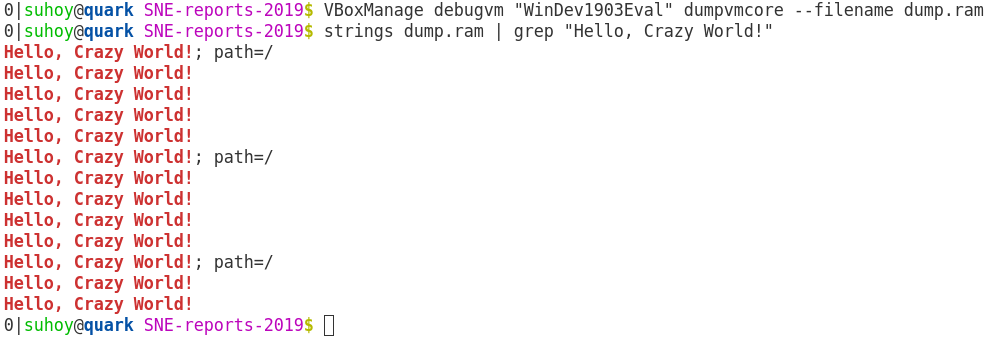 0|suhoy@quark SNE-reports-2019$ VBoxManage debugvm "WinDev1903Eval" dumpvmcore --filename dump.ram
0|suhoy@quark SNE-reports-2019$ strings dump.ram | grep "Hello, Crazy World!"
Hello, Crazy World!; path=/
Hello, Crazy World!
Hello, Crazy World!
Hello, Crazy World!
Hello, Crazy World!
Hello, Crazy World!; path=/
Hello, Crazy World!
Hello, Crazy World!
Hello, Crazy World!
Hello, Crazy World!
Hello, Crazy World!; path=/
Hello, Crazy World!
Hello, Crazy World!
0|suhoy@quark SNE-reports-2019$